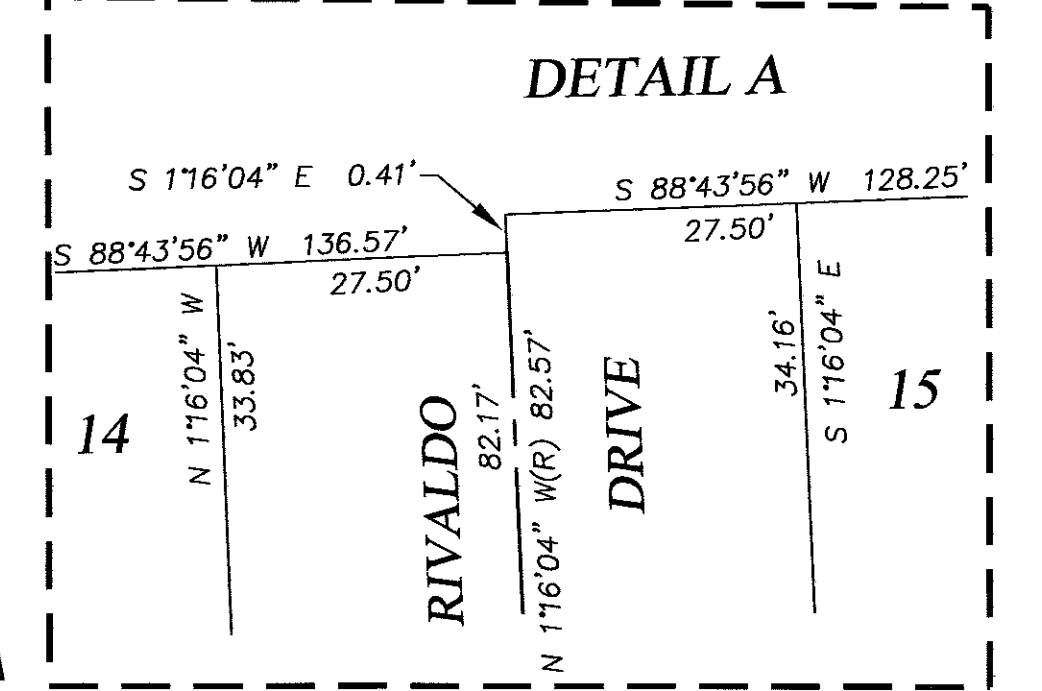 DETAIL A
S 1°16'04" E 0.41'
S 88°43'56" W 128.25'
27.50'
S 88°43'56" W 136.57'
27.50'
N 1°16'04" W
33.83'
14
RIVALDO
82.17'
N 1°16'04" W(R) 82.57'
DRIVE
34.16'
S 1°16'04" E
15